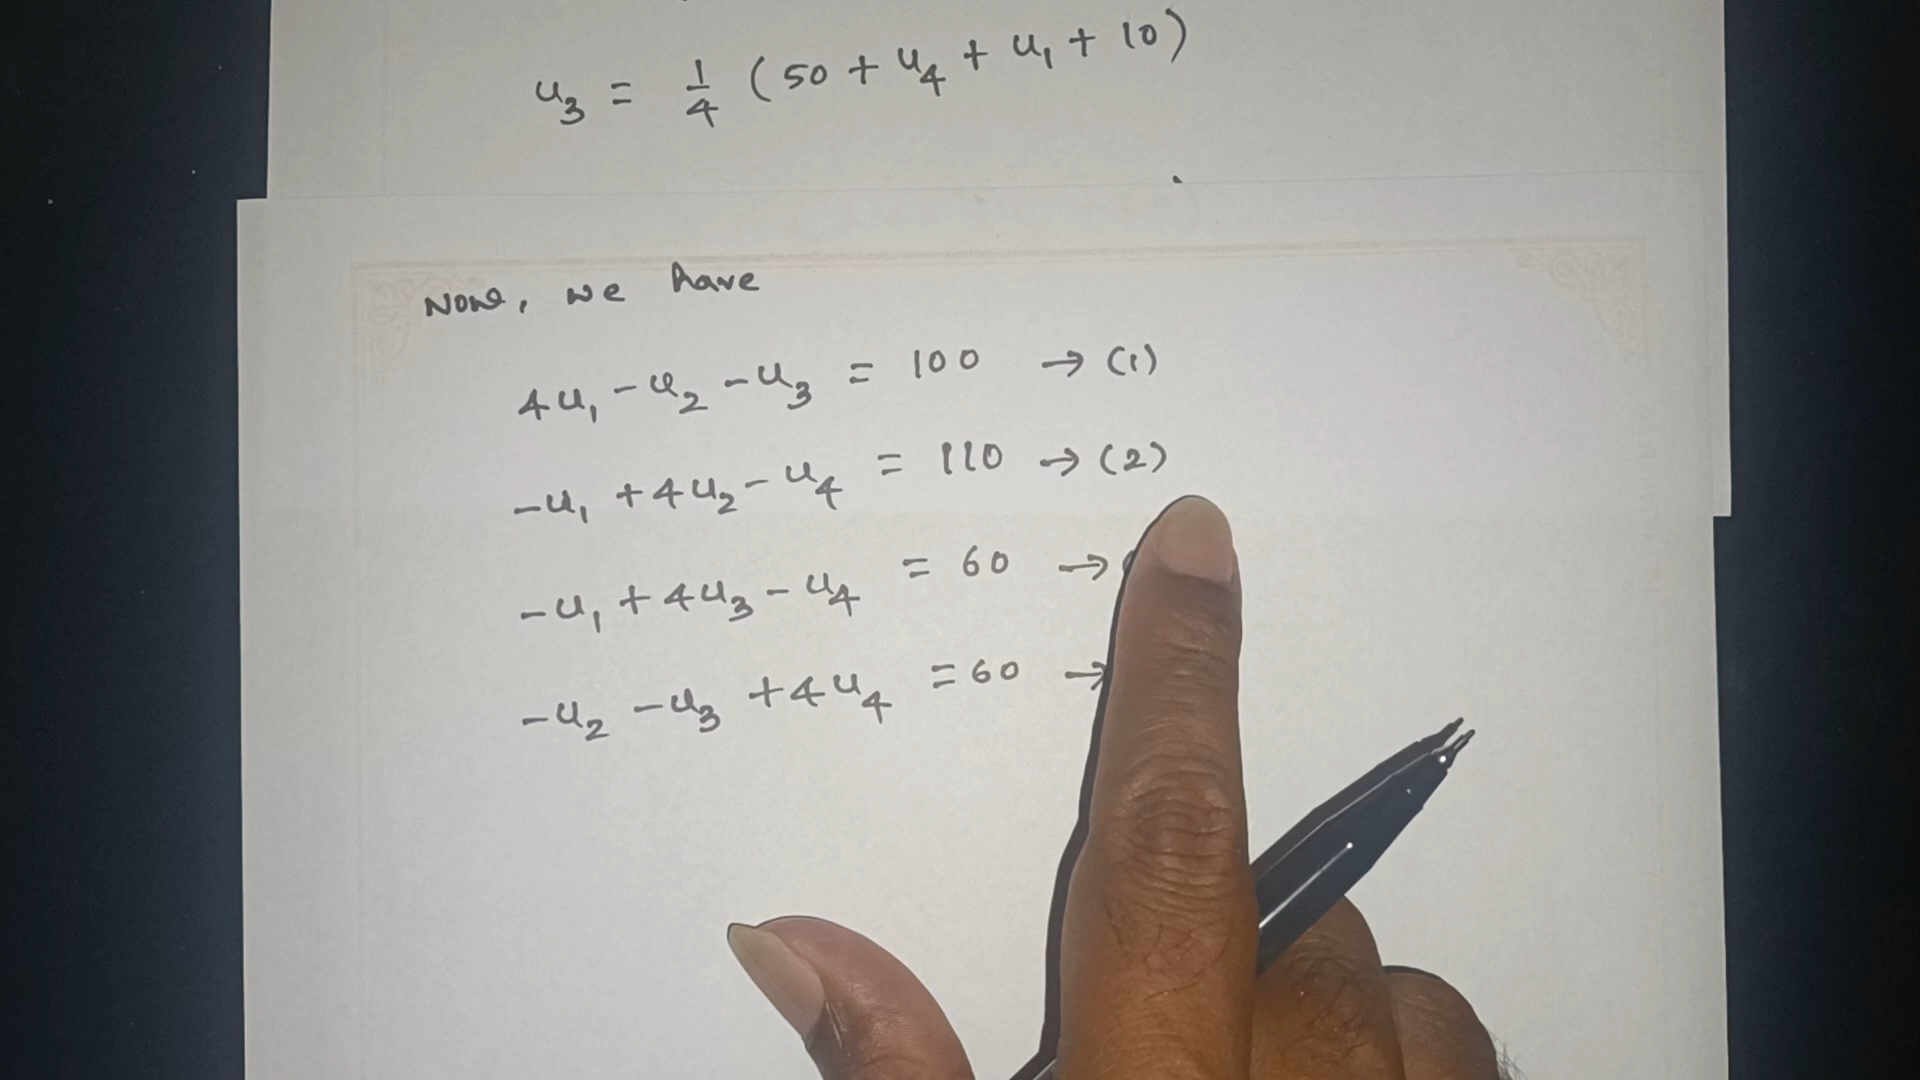 u₃ = 1/4 (50 + u₄ + u₁ + 10)
Now, we have
4u₁ - u₂ - u₃ = 100 → (1)
-u₁ + 4u₂ - u₄ = 110 → (2)
-u₁ + 4u₃ - u₄ = 60 →
-u₂ - u₃ + 4u₄ = 60 →